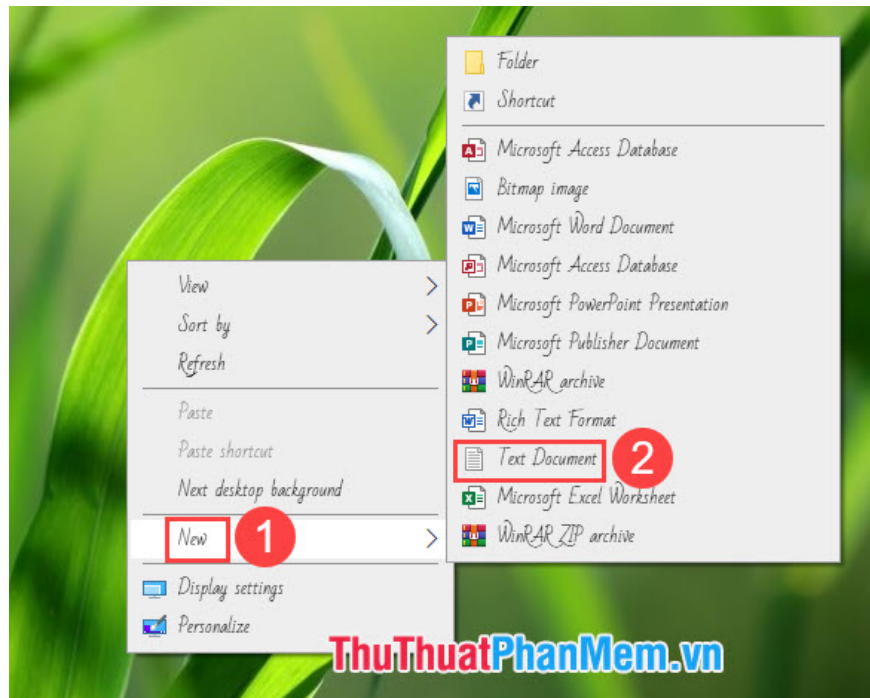 Folder
Shortcut
Microsoft Access Database
Bitmap image
Microsoft Word Document
Microsoft Access Database
Microsoft PowerPoint Presentation
Microsoft Publisher Document
WinRAR archive
Rich Text Format
Text Document 2
Microsoft Excel Worksheet
WinRAR ZIP archive
View
Sort by
Refresh
Paste
Paste shortcut
Next desktop background
New 1
Display settings
Personalize
ThuThuatPhanMem.vn